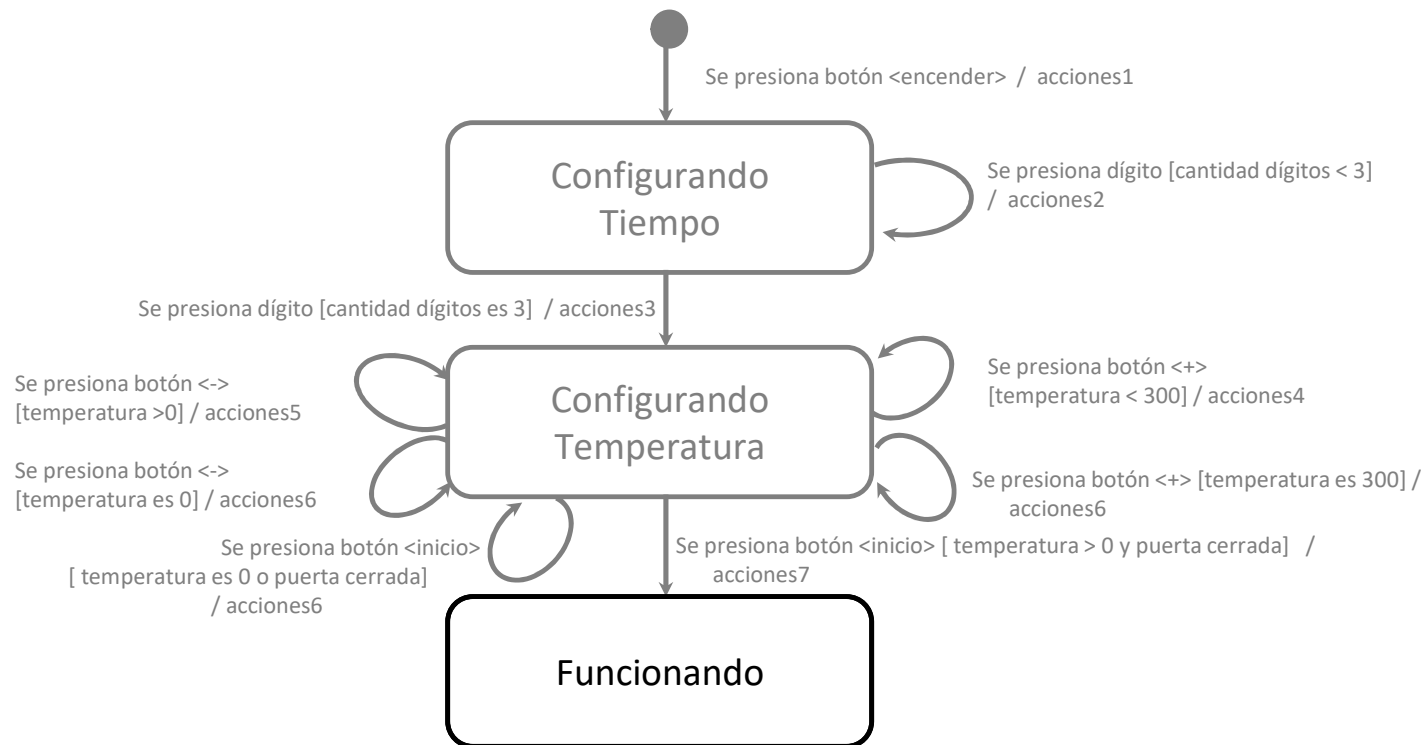 Se presiona botón <encender> / acciones1
Configurando
Tiempo
Se presiona dígito [cantidad dígitos < 3]
/ acciones2
Se presiona dígito [cantidad dígitos es 3] / acciones3
Se presiona botón <->
[temperatura >0] / acciones5
Configurando
Temperatura
Se presiona botón <+>
[temperatura < 300] / acciones4
Se presiona botón <->
[temperatura es 0] / acciones6
Se presiona botón <+> [temperatura es 300] /
acciones6
Se presiona botón <inicio>
[ temperatura es 0 o puerta cerrada]
/ acciones6
Se presiona botón <inicio> [ temperatura > 0 y puerta cerrada] /
acciones7
Funcionando